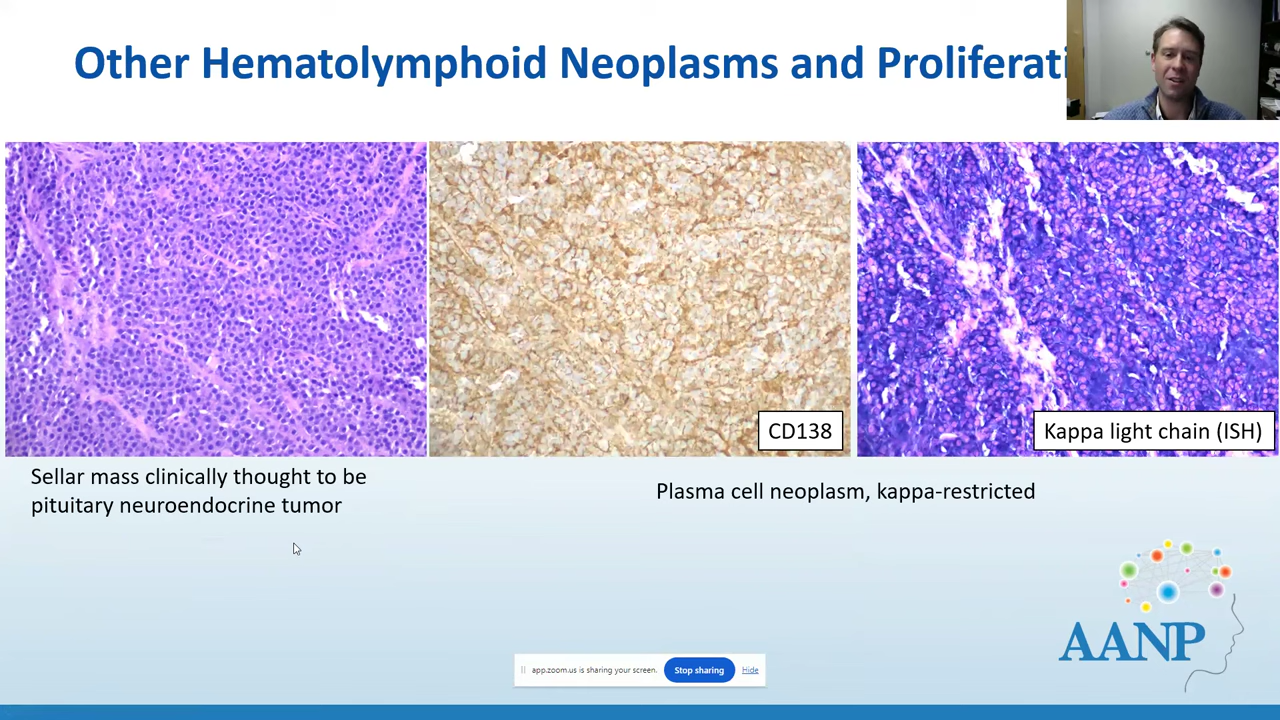 Other Hematolymphoid Neoplasms and Proliferati
CD138
Kappa light chain (ISH)
Sellar mass clinically thought to be
pituitary neuroendocrine tumor
Plasma cell neoplasm, kappa-restricted
AANP
app.zoom.us is sharing your screen. Stop sharing Hide